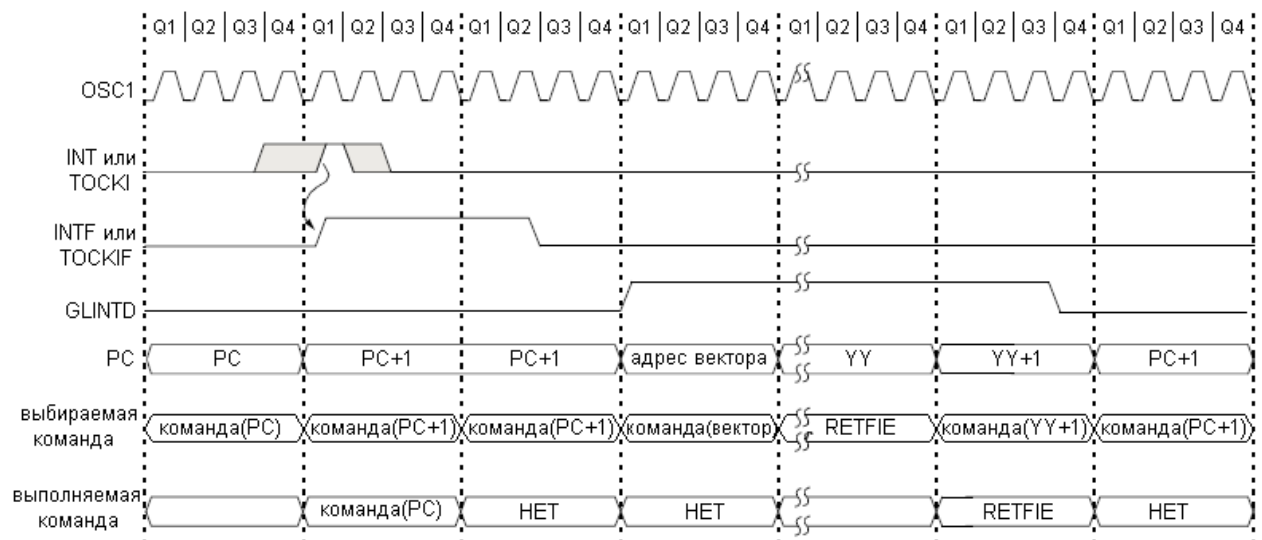 Q1 Q2 Q3 Q4 Q1 Q2 Q3 Q4 Q1 Q2 Q3 Q4 Q1 Q2 Q3 Q4 Q1 Q2 Q3 Q4 Q1 Q2 Q3 Q4 Q1 Q2 Q3 Q4
OSC1
INT или
TOCKI
INTF или
TOCKIF
GLINTD
PC PC PC+1 PC+1 адрес вектора YY YY+1 PC+1
выбираемая
команда
команда(PC) команда(PC+1) команда(PC+1) команда(вектор) RETFIE команда(YY+1) команда(PC+1)
выполняемая
команда
команда(PC) НЕТ НЕТ RETFIE НЕТ